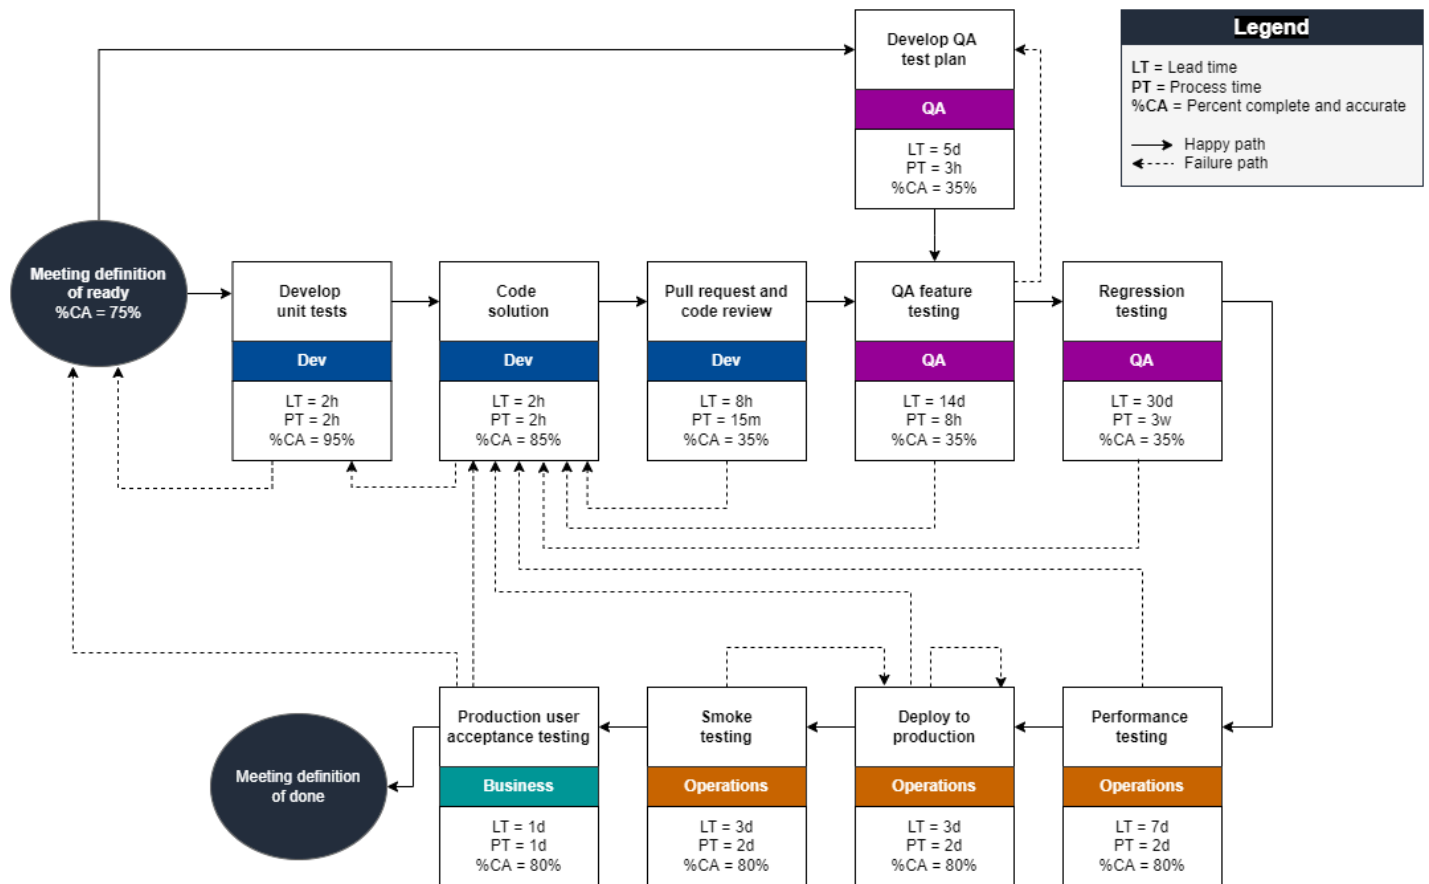 Develop QA
test plan
QA
LT = 5d
PT = 3h
%CA = 35%
Legend
LT = Lead time
PT = Process time
%CA = Percent complete and accurate
Happy path
Failure path
Meeting definition
of ready
%CA = 75%
Develop
unit tests
Dev
LT = 2h
PT = 2h
%CA = 95%
Code
solution
Dev
LT = 2h
PT = 2h
%CA = 85%
Pull request and
code review
Dev
LT = 8h
PT = 15m
%CA = 35%
QA feature
testing
QA
LT = 14d
PT = 8h
%CA = 35%
Regression
testing
QA
LT = 30d
PT = 3w
%CA = 35%
Meeting definition
of done
Production user
acceptance testing
Business
LT = 1d
PT = 1d
%CA = 80%
Smoke
testing
Operations
LT = 3d
PT = 2d
%CA = 80%
Deploy to
production
Operations
LT = 3d
PT = 2d
%CA = 80%
Performance
testing
Operations
LT = 7d
PT = 2d
%CA = 80%